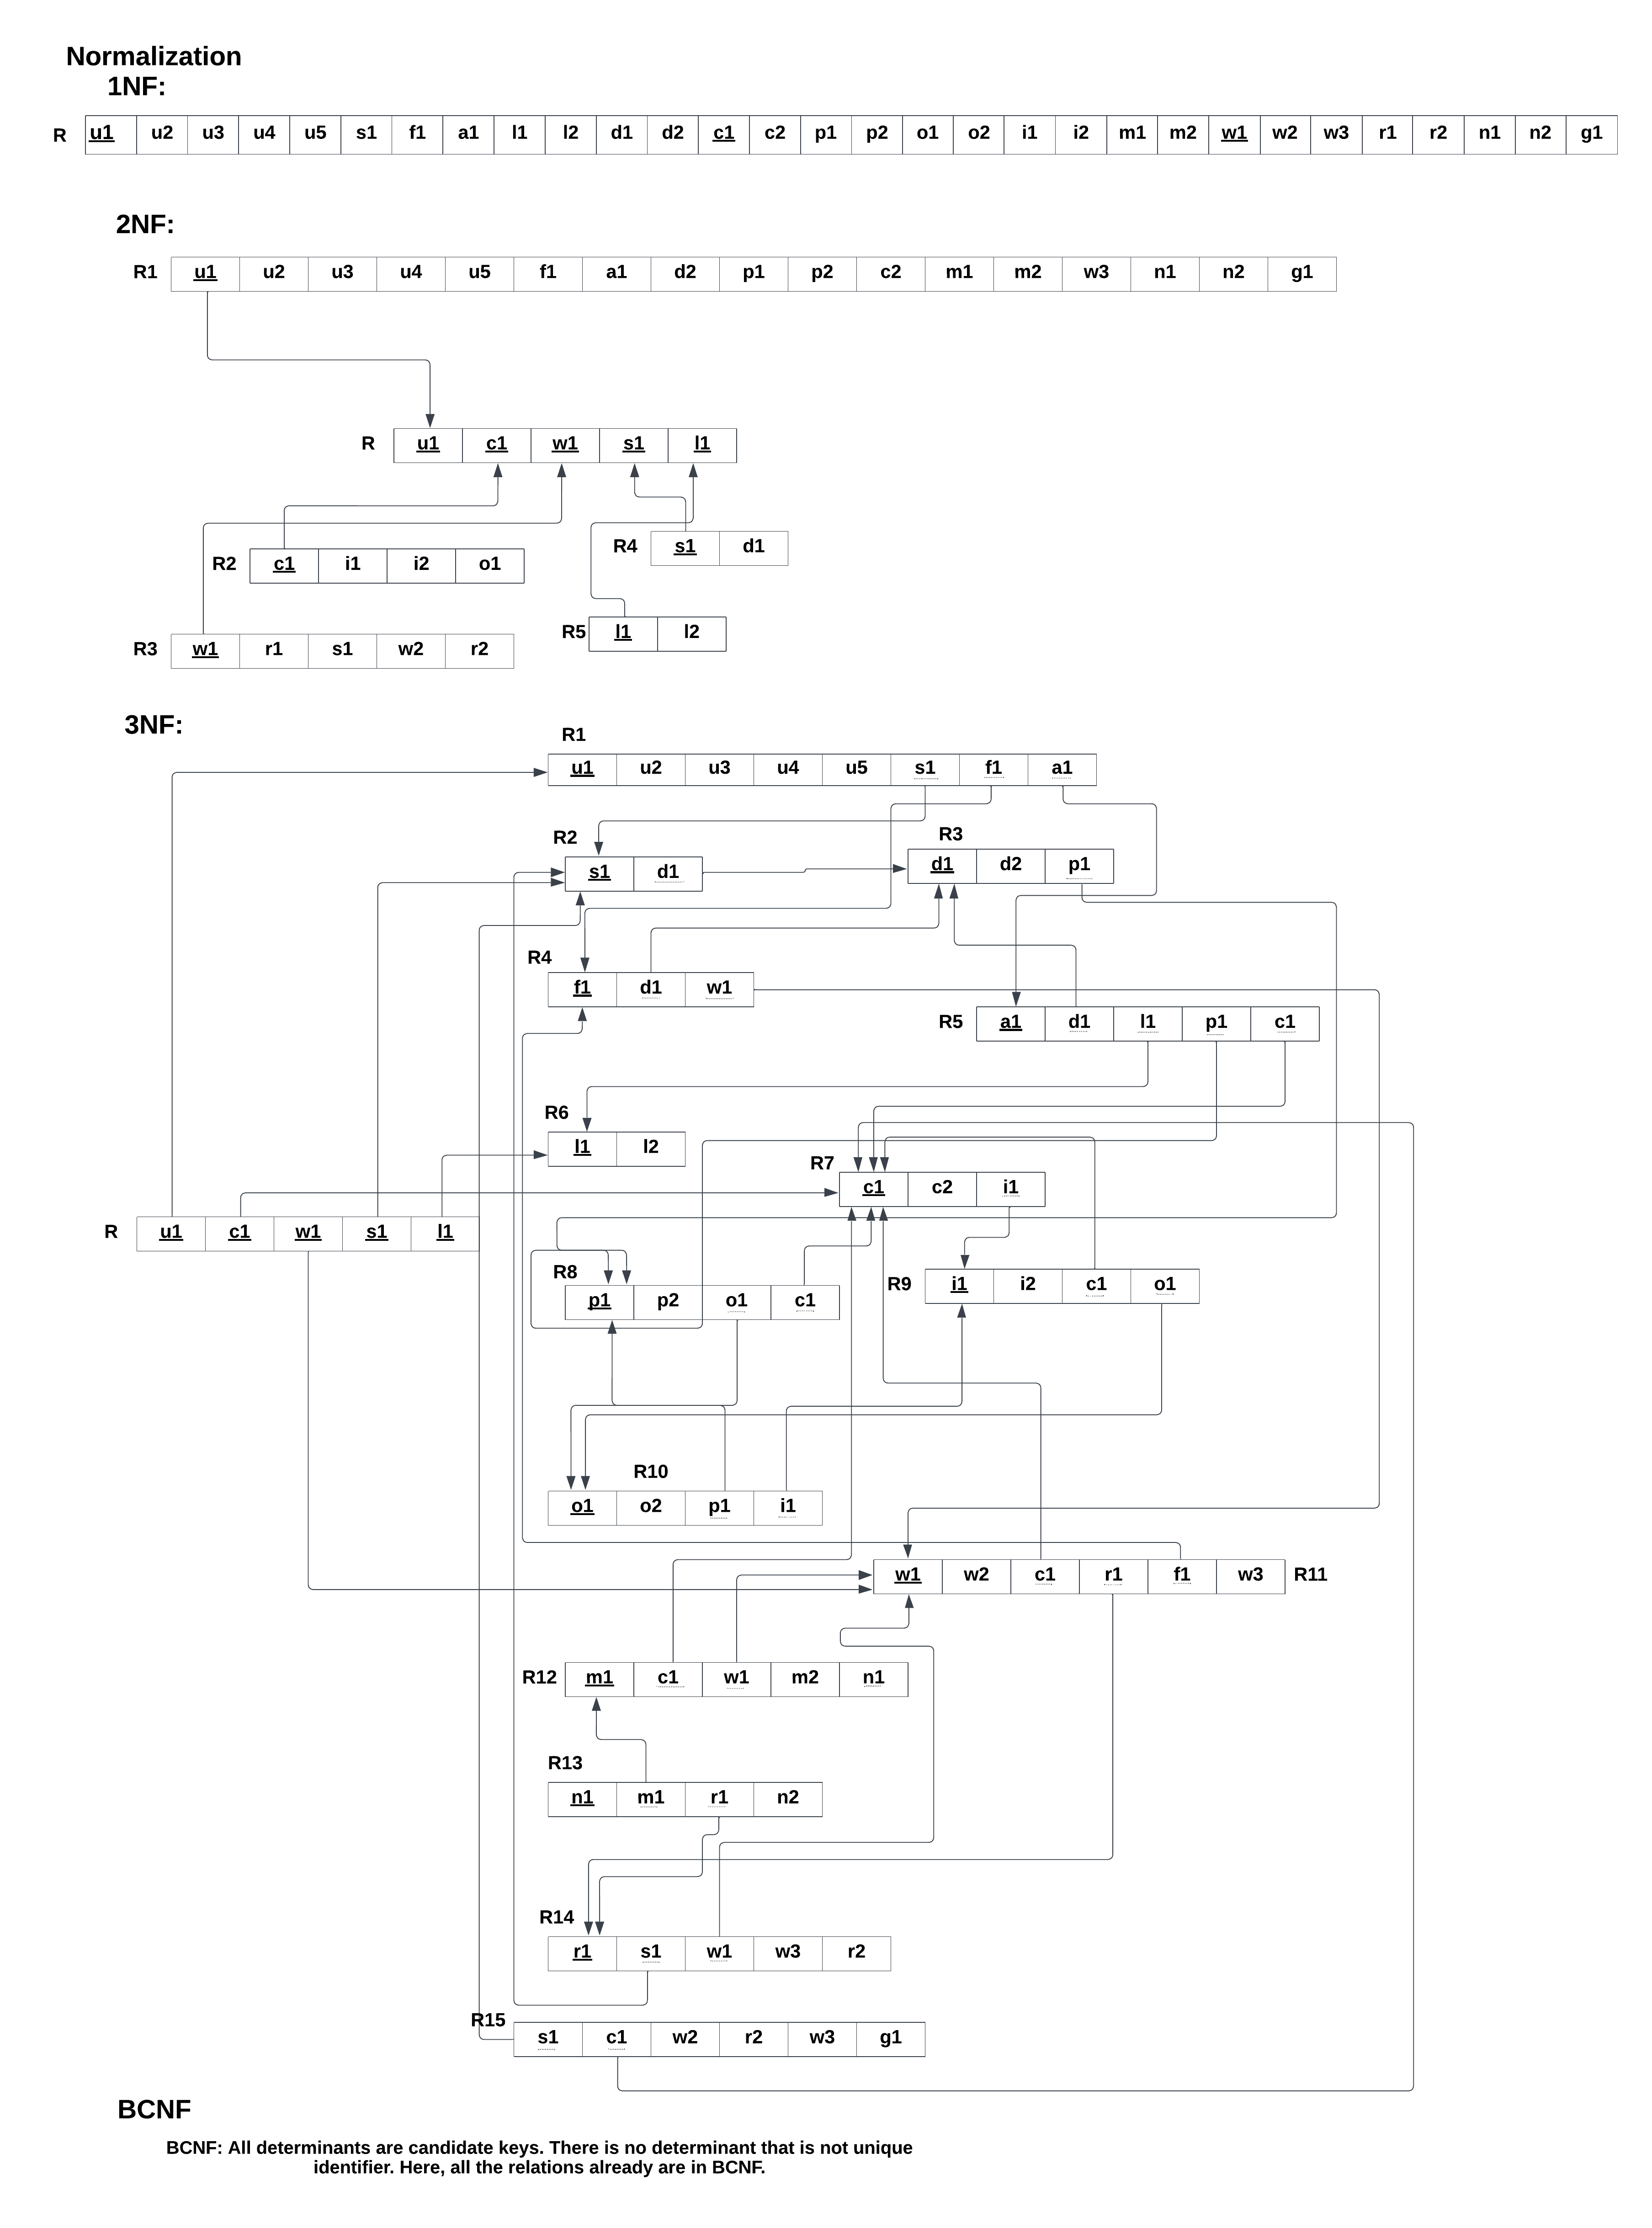 Normalization
1NF:
R u1 u2 u3 u4 u5 s1 f1 a1 l1 l2 d1 d2 c1 c2 p1 p2 o1 o2 i1 i2 m1 m2 w1 w2 w3 r1 r2 n1 n2 g1
2NF:
R1 u1 u2 u3 u4 u5 f1 a1 d2 p1 p2 c2 m1 m2 w3 n1 n2 g1
R u1 c1 w1 s1 l1
R4 s1 d1
R2 c1 i1 i2 o1
R5 l1 l2
R3 w1 r1 s1 w2 r2
3NF:
R1
u1 u2 u3 u4 u5 s1 f1 a1
R2
s1 d1
R3
d1 d2 p1
R4
f1 d1 w1
R5 a1 d1 l1 p1 c1
R6
l1 l2
R7
c1 c2 i1
R u1 c1 w1 s1 l1
R8
p1 p2 o1 c1
R9 i1 i2 c1 o1
R10
o1 o2 p1 i1
w1 w2 c1 r1 f1 w3 R11
R12 m1 c1 w1 m2 n1
R13
n1 m1 r1 n2
R14
r1 s1 w1 w3 r2
R15
s1 c1 w2 r2 w3 g1
BCNF
BCNF: All determinants are candidate keys. There is no determinant that is not unique
identifier. Here, all the relations already are in BCNF.